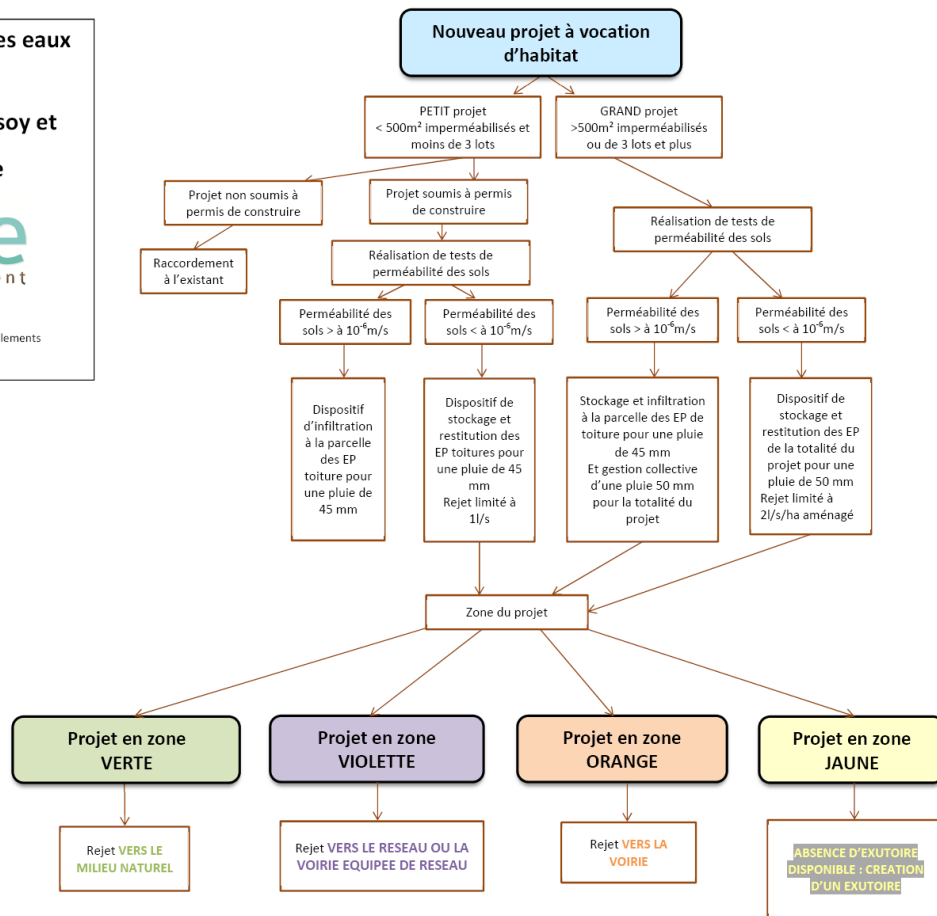 es eaux
soy et
e
e
ent
lements
Nouveau projet à vocation
d'habitat
PETIT projet
< 500m² imperméabilisés et
moins de 3 lots
GRAND projet
>500m² imperméabilisés
ou de 3 lots et plus
Projet non soumis à
permis de construire
Projet soumis à permis
de construire
Raccordement
à l'existant
Réalisation de tests de
perméabilité des sols
Réalisation de tests de
perméabilité des sols
Perméabilité des
sols > à 10⁻⁶m/s
Perméabilité des
sols < à 10⁻⁶m/s
Perméabilité des
sols > à 10⁻⁶m/s
Perméabilité des
sols < à 10⁻⁶m/s
Dispositif
d'infiltration
à la parcelle
des EP
toiture pour
une pluie de
45 mm
Dispositif de
stockage et
restitution des
EP toitures pour
une pluie de 45
mm
Rejet limité à
1l/s
Stockage et infiltration
à la parcelle des EP de
toiture pour une pluie
de 45 mm
Et gestion collective
d'une pluie 50 mm
pour la totalité du
projet
Dispositif de
stockage et
restitution des EP
de la totalité du
projet pour une
pluie de 50 mm
Rejet limité à
2l/s/ha aménagé
Zone du projet
Projet en zone
VERTE
Projet en zone
VIOLETTE
Projet en zone
ORANGE
Projet en zone
JAUNE
Rejet VERS LE
MILIEU NATUREL
Rejet VERS LE RESEAU OU LA
VOIRIE EQUIPEE DE RESEAU
Rejet VERS LA
VOIRIE
ABSENCE D'EXUTOIRE
DISPONIBLE : CREATION
D'UN EXUTOIRE